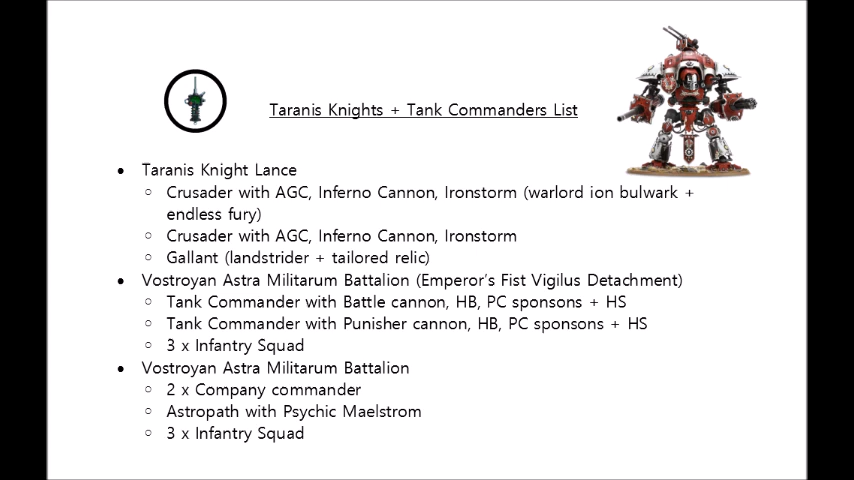 Taranis Knights + Tank Commanders List
• Taranis Knight Lance
○ Crusader with AGC, Inferno Cannon, Ironstorm (warlord ion bulwark +
endless fury)
○ Crusader with AGC, Inferno Cannon, Ironstorm
○ Gallant (landstrider + tailored relic)
• Vostroyan Astra Militarum Battalion (Emperor's Fist Vigilus Detachment)
○ Tank Commander with Battle cannon, HB, PC sponsons + HS
○ Tank Commander with Punisher cannon, HB, PC sponsons + HS
○ 3 x Infantry Squad
• Vostroyan Astra Militarum Battalion
○ 2 x Company commander
○ Astropath with Psychic Maelstrom
○ 3 x Infantry Squad